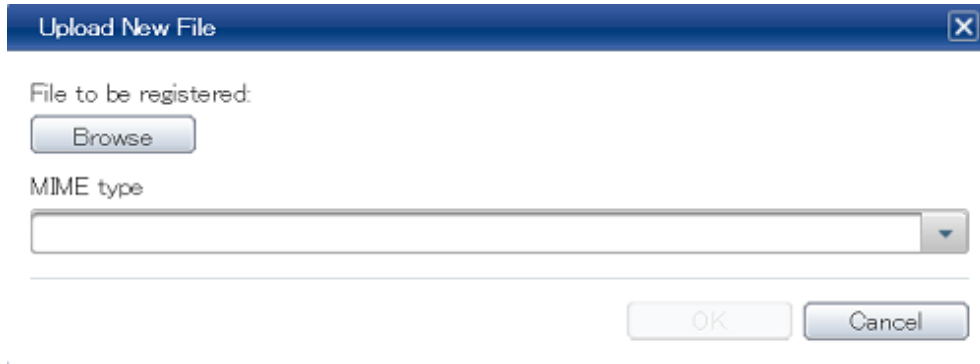 Upload New File
File to be registered:
Browse
MIME type
OK
Cancel